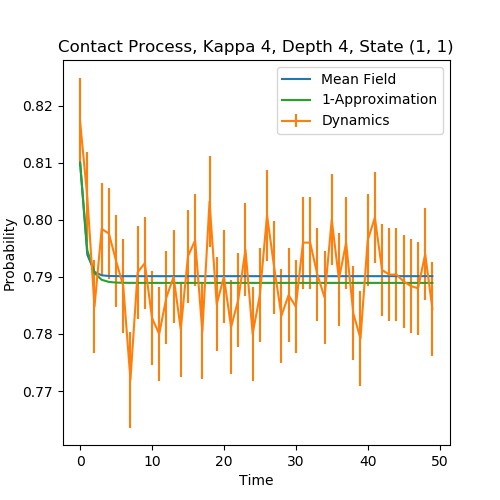 Contact Process, Kappa 4, Depth 4, State (1, 1)
Mean Field
1-Approximation
Dynamics
Probability
0.82
0.81
0.80
0.79
0.78
0.77
0 10 20 30 40 50
Time